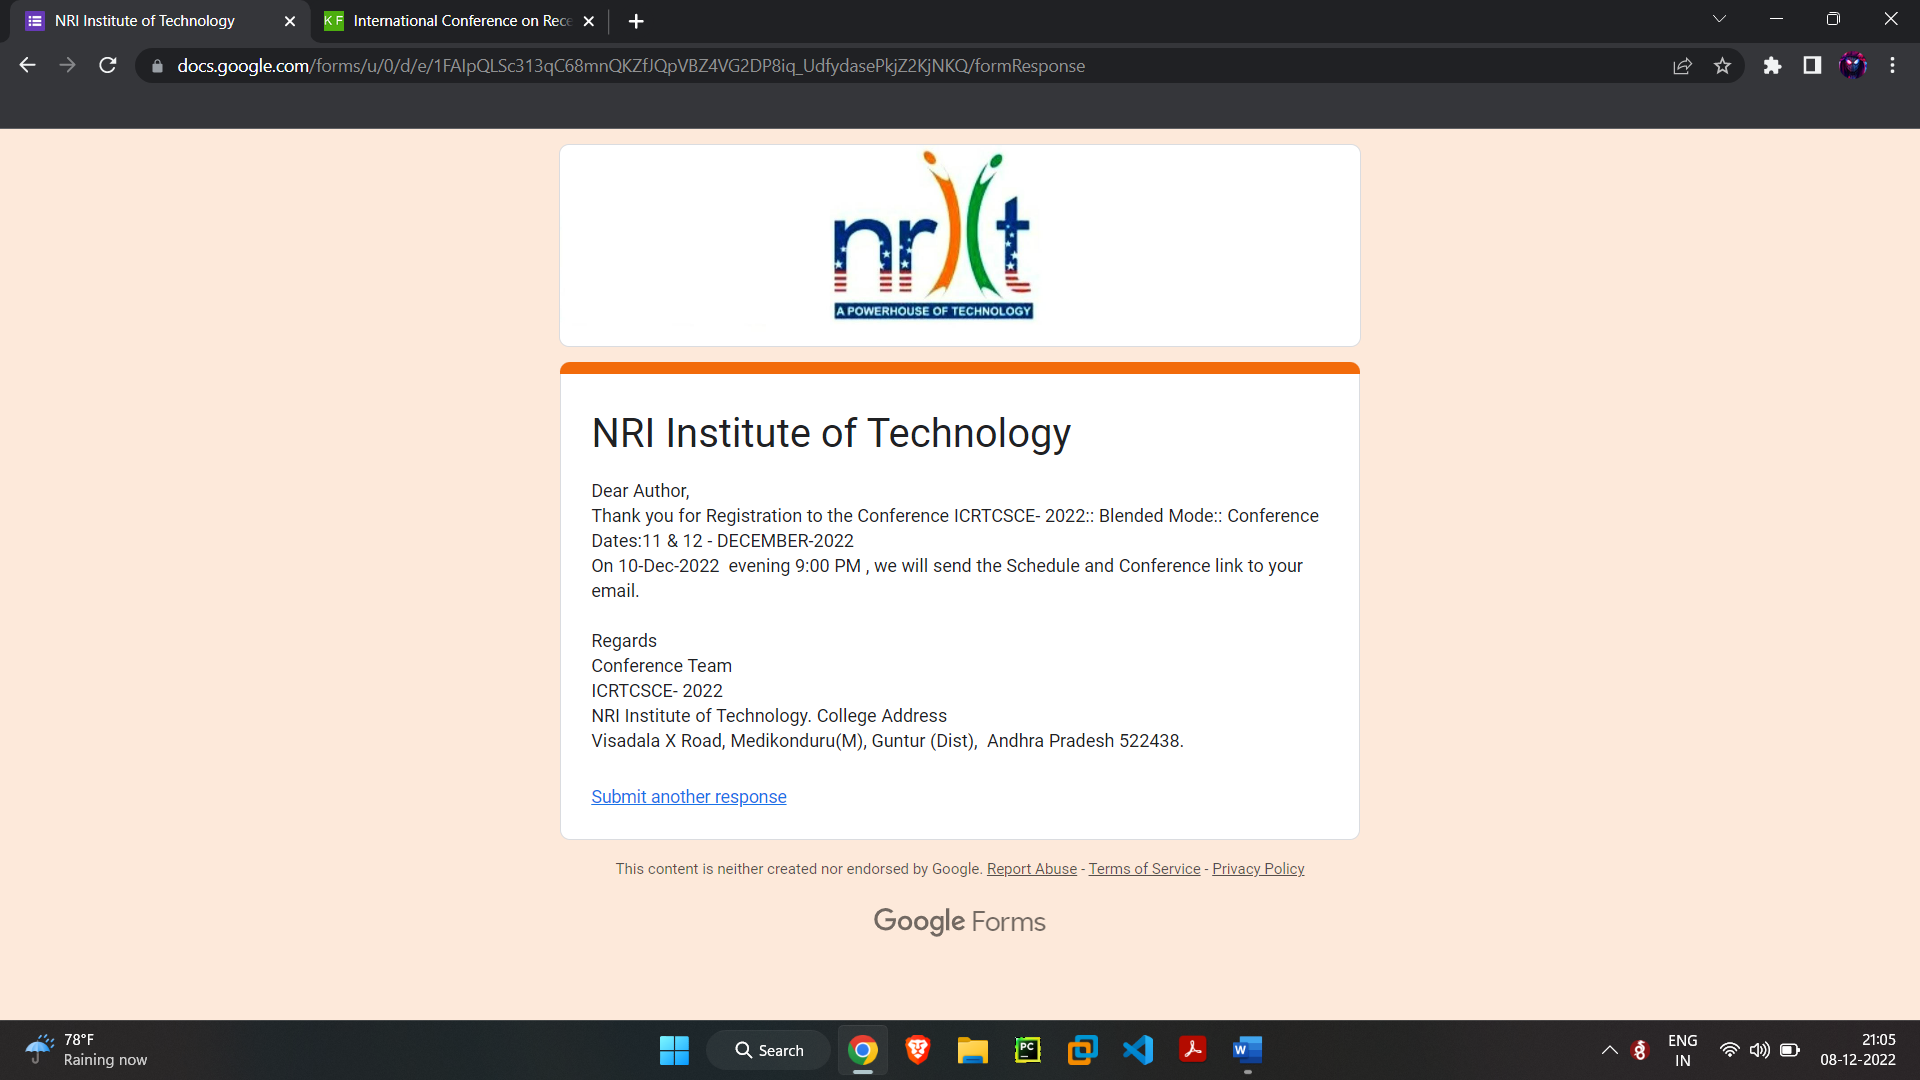 NRI Institute of Technology
International Conference on Rece
docs.google.com/forms/u/0/d/e/1FAIpQLSc313qC68mnQKZfJQpVBZ4VG2DP8iq_UdfydasePkjZ2KjNKQ/formResponse
nriit
A POWERHOUSE OF TECHNOLOGY
NRI Institute of Technology
Dear Author,
Thank you for Registration to the Conference ICRTCSCE- 2022:: Blended Mode:: Conference
Dates:11 & 12 - DECEMBER-2022
On 10-Dec-2022  evening 9:00 PM , we will send the Schedule and Conference link to your
email.
Regards
Conference Team
ICRTCSCE- 2022
NRI Institute of Technology. College Address
Visadala X Road, Medikonduru(M), Guntur (Dist),  Andhra Pradesh 522438.
Submit another response
This content is neither created nor endorsed by Google. Report Abuse - Terms of Service - Privacy Policy
Google Forms
78°F
Raining now
Search
ENG
IN
21:05
08-12-2022